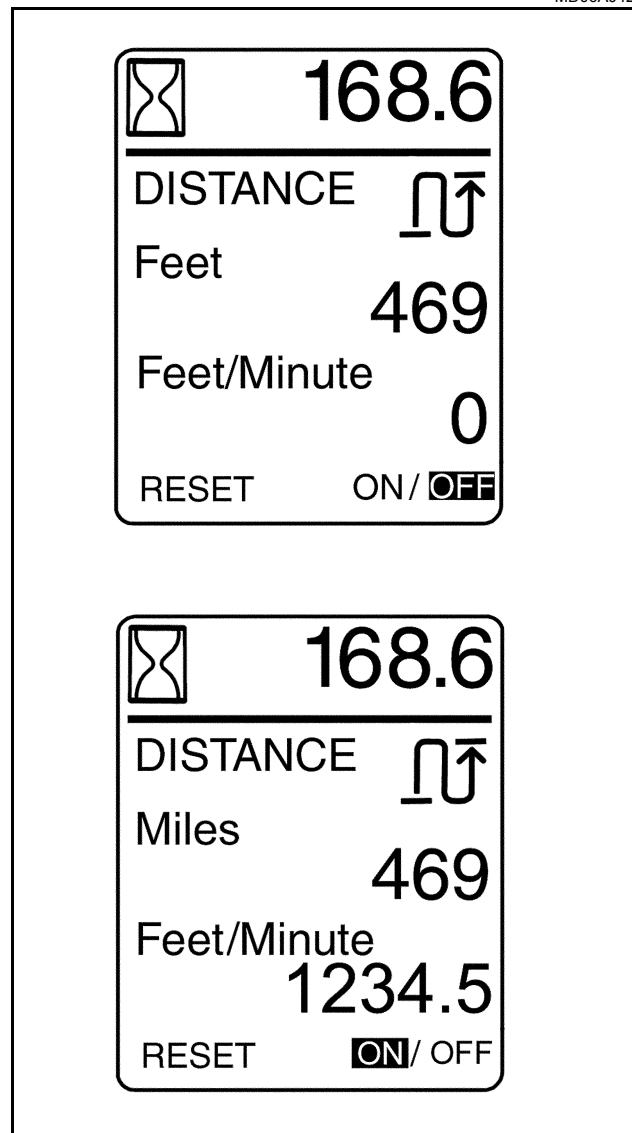 168.6
DISTANCE
Feet
469
Feet/Minute
0
RESET ON/OFF
168.6
DISTANCE
Miles
469
Feet/Minute
1234.5
RESET ON/ OFF